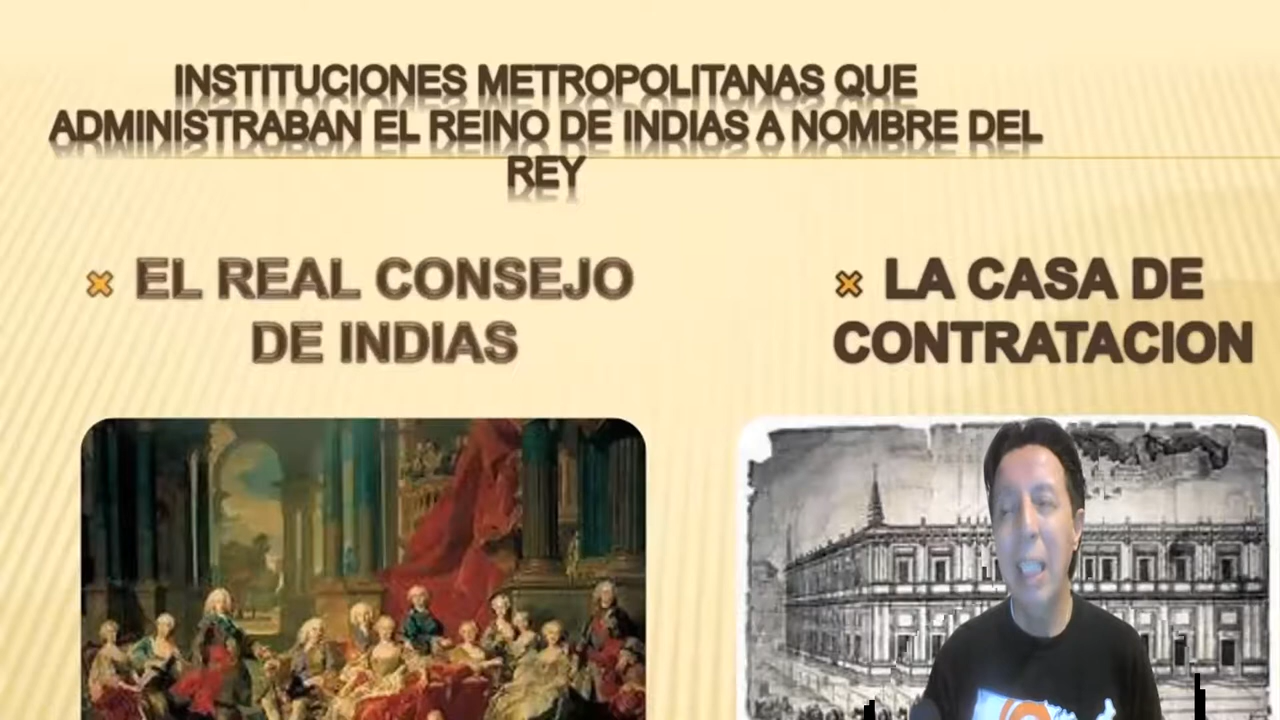 INSTITUCIONES METROPOLITANAS QUE
ADMINISTRABAN EL REINO DE INDIAS A NOMBRE DEL
REY
EL REAL CONSEJO
DE INDIAS
LA CASA DE
CONTRATACION